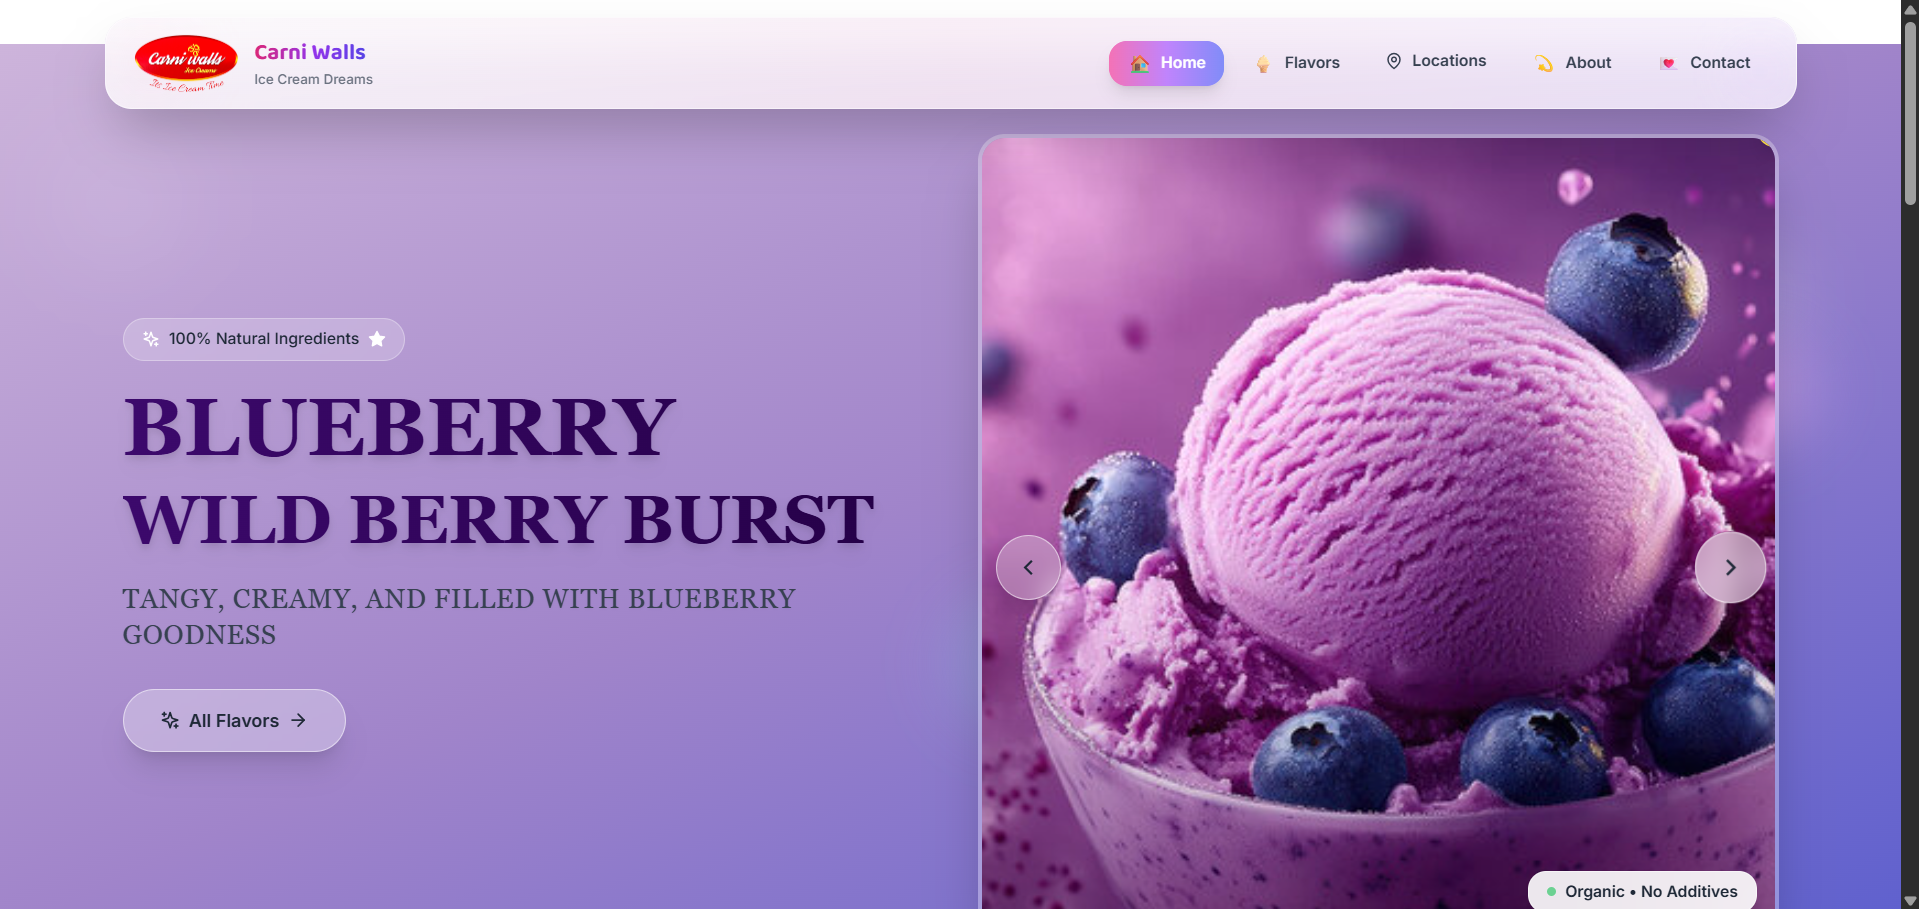 Carni Walls
Ice Creams
Its Ice Cream Time
Carni Walls
Ice Cream Dreams
Home
Flavors
Locations
About
Contact
100% Natural Ingredients
BLUEBERRY
WILD BERRY BURST
TANGY, CREAMY, AND FILLED WITH BLUEBERRY
GOODNESS
All Flavors
Organic • No Additives